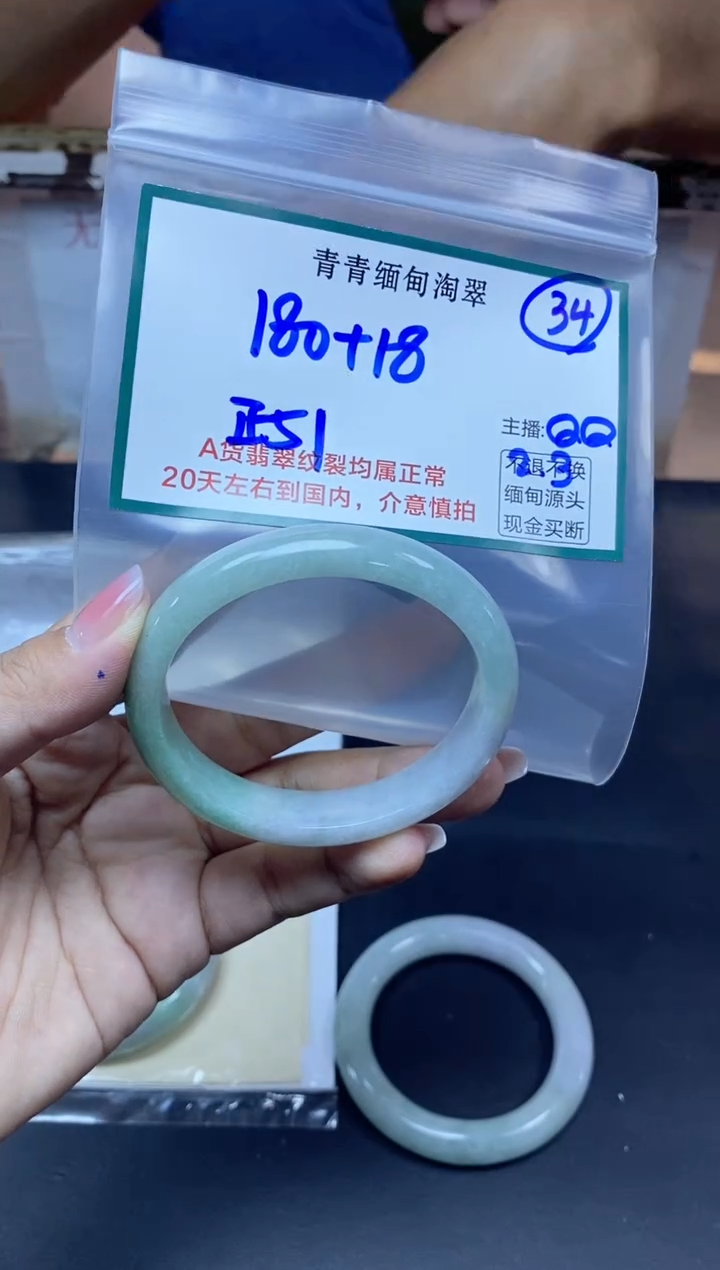 青青缅甸淘翠
34
180+18
正51
主播:QQ
2.3
A货翡翠纹裂均属正常
20天左右到国内，介意慎拍
不退不换
缅甸源头
现金买断